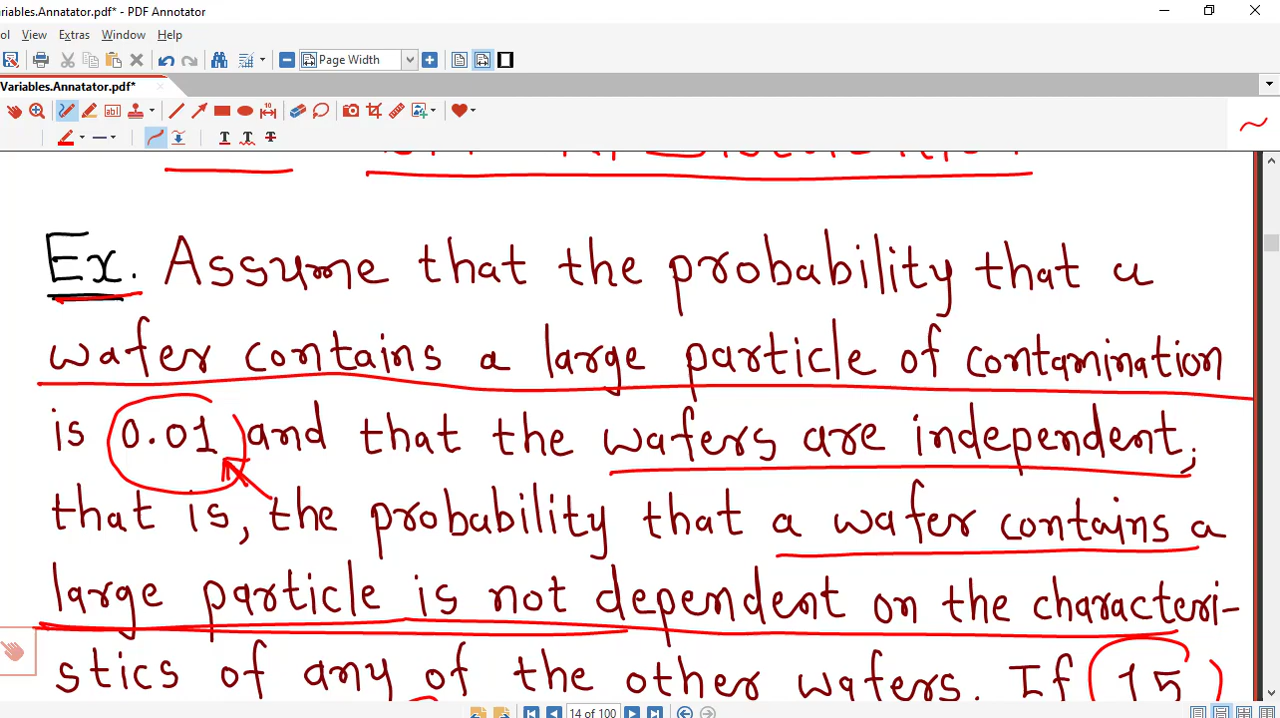 ariables.Annatator.pdf* - PDF Annotator
ol View Extras Window Help
Page Width
Variables.Annatator.pdf*
Ex. Assume that the probability that a
wafer contains a large particle of contamination
is 0.01 and that the wafers are independent;
that is, the probability that a wafer contains a
large particle is not dependent on the characteri-
stics of any of the other wafers. If 15
14 of 100